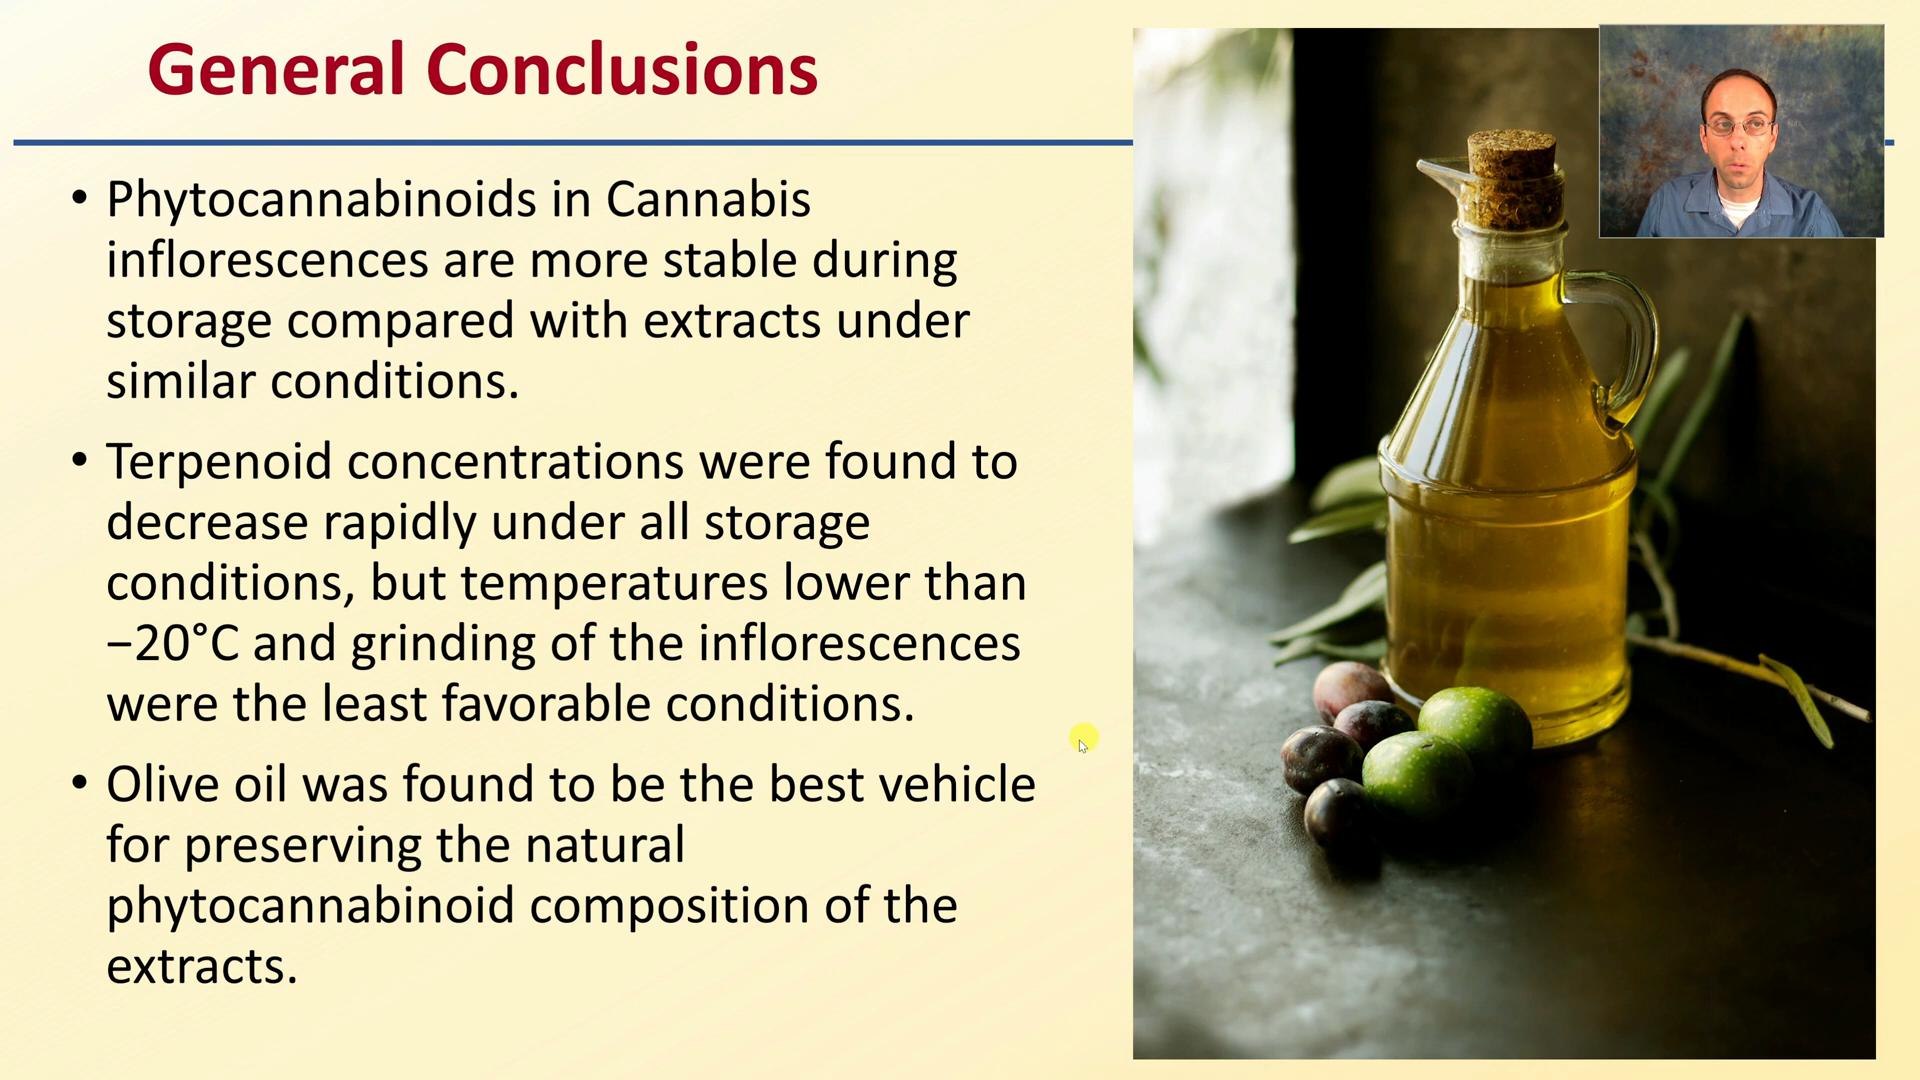 General Conclusions
• Phytocannabinoids in Cannabis
inflorescences are more stable during
storage compared with extracts under
similar conditions.
• Terpenoid concentrations were found to
decrease rapidly under all storage
conditions, but temperatures lower than
−20°C and grinding of the inflorescences
were the least favorable conditions.
• Olive oil was found to be the best vehicle
for preserving the natural
phytocannabinoid composition of the
extracts.